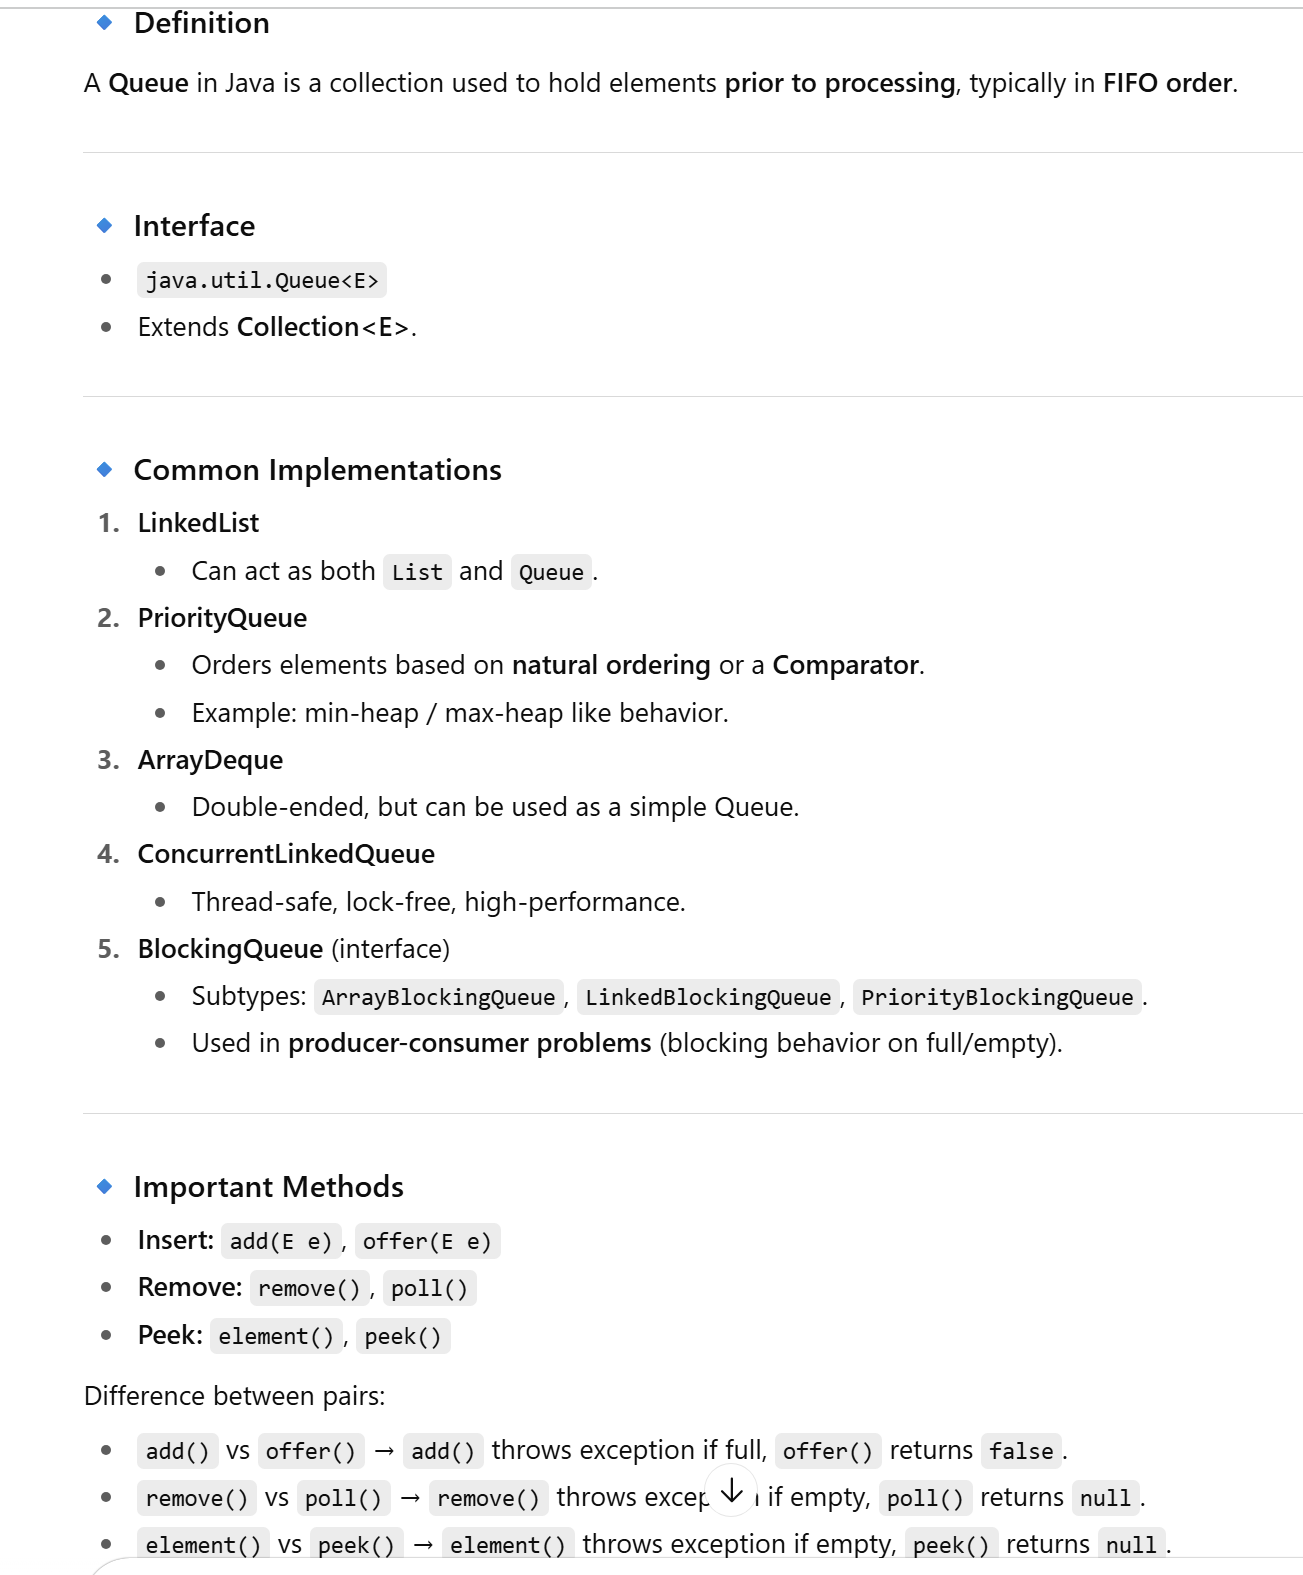 Definition
A Queue in Java is a collection used to hold elements prior to processing, typically in FIFO order.
Interface
java.util.Queue<E>
Extends Collection<E>.
Common Implementations
1. LinkedList
Can act as both List and Queue.
2. PriorityQueue
Orders elements based on natural ordering or a Comparator.
Example: min-heap / max-heap like behavior.
3. ArrayDeque
Double-ended, but can be used as a simple Queue.
4. ConcurrentLinkedQueue
Thread-safe, lock-free, high-performance.
5. BlockingQueue (interface)
Subtypes: ArrayBlockingQueue, LinkedBlockingQueue, PriorityBlockingQueue.
Used in producer-consumer problems (blocking behavior on full/empty).
Important Methods
Insert: add(E e), offer(E e)
Remove: remove(), poll()
Peek: element(), peek()
Difference between pairs:
add() vs offer() → add() throws exception if full, offer() returns false.
remove() vs poll() → remove() throws if empty, poll() returns null.
element() vs peek() → element() throws exception if empty, peek() returns null.